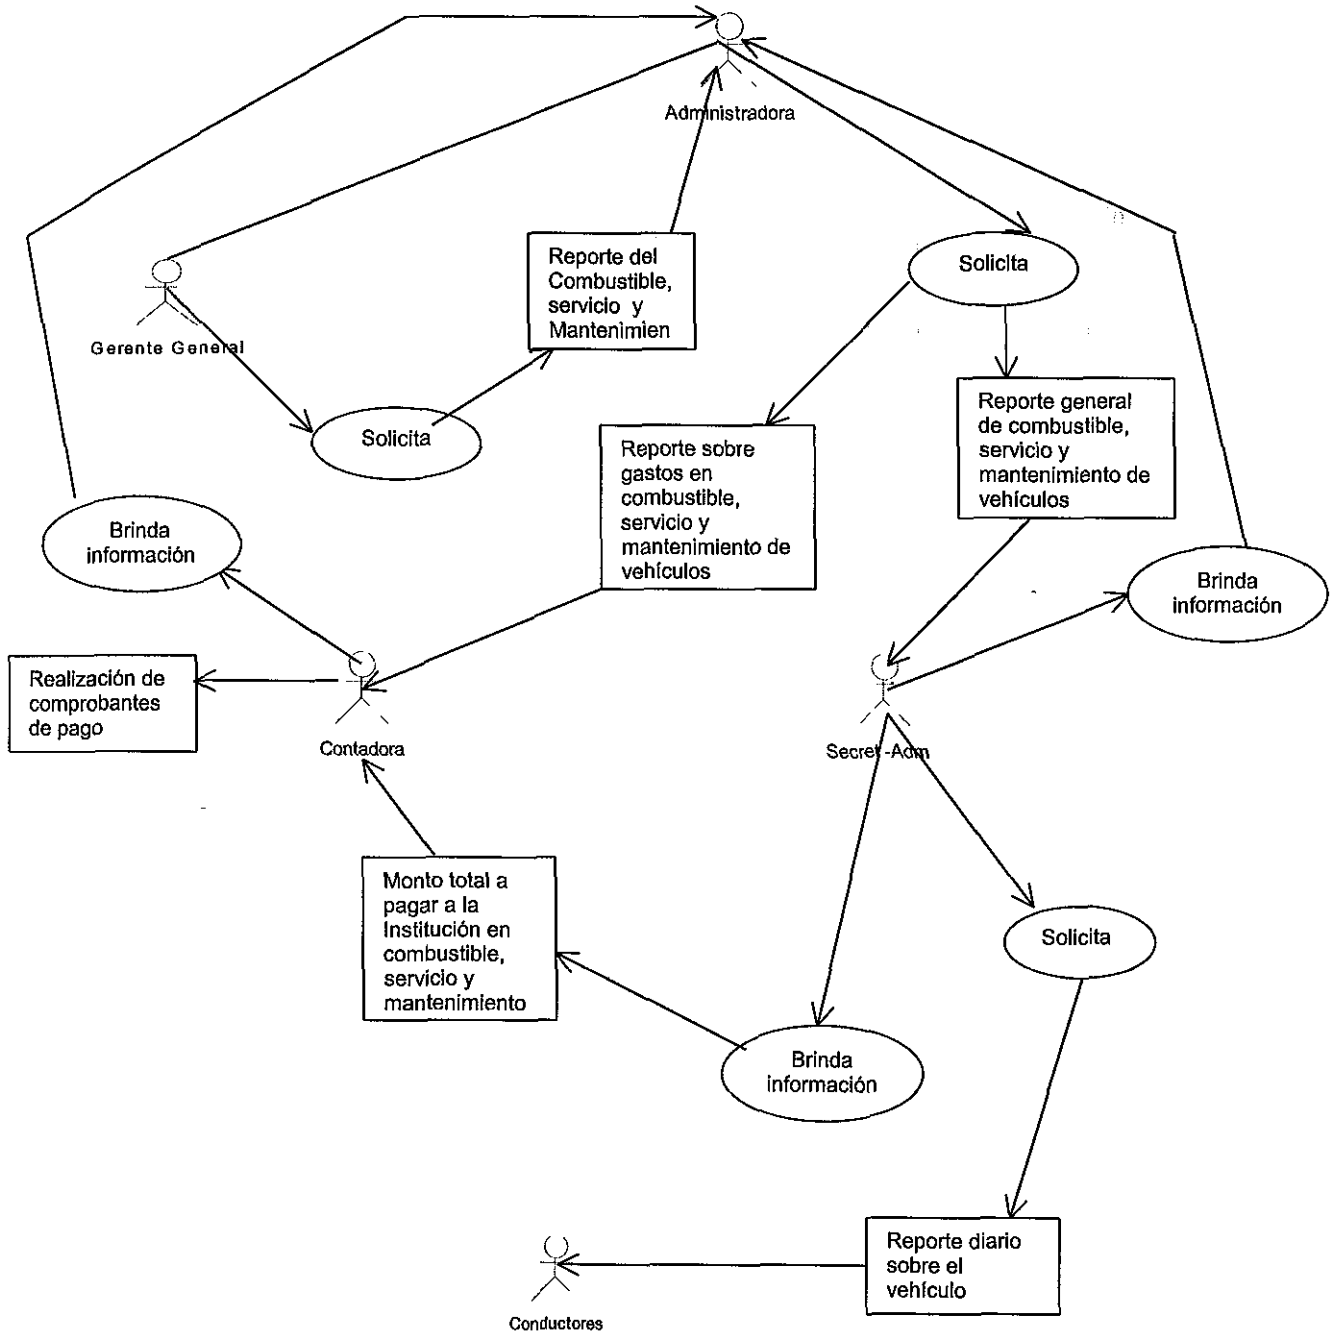 Administradora
Reporte del
Combustible,
servicio y
Mantenimien
Solicita
Gerente General
Reporte general
de combustible,
servicio y
mantenimiento de
vehículos
Solicita
Reporte sobre
gastos en
combustible,
servicio y
mantenimiento de
vehículos
Brinda
información
Brinda
información
Realización de
comprobantes
de pago
Contadora
Secret-Adm
Monto total a
pagar a la
Institución en
combustible,
servicio y
mantenimiento
Solicita
Brinda
información
Reporte diario
sobre el
vehículo
Conductores